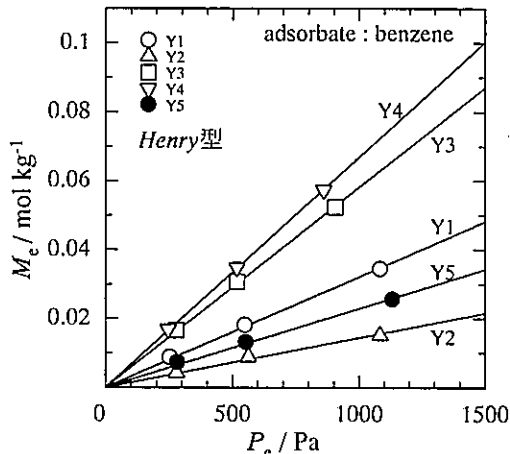 0.1
0.08
0.06
0.04
0.02
M_e / mol kg⁻¹
adsorbate : benzene
Y1
Y2
Y3
Y4
Y5
Henry型
Y4
Y3
Y1
Y5
Y2
0
500
1000
1500
P_e / Pa